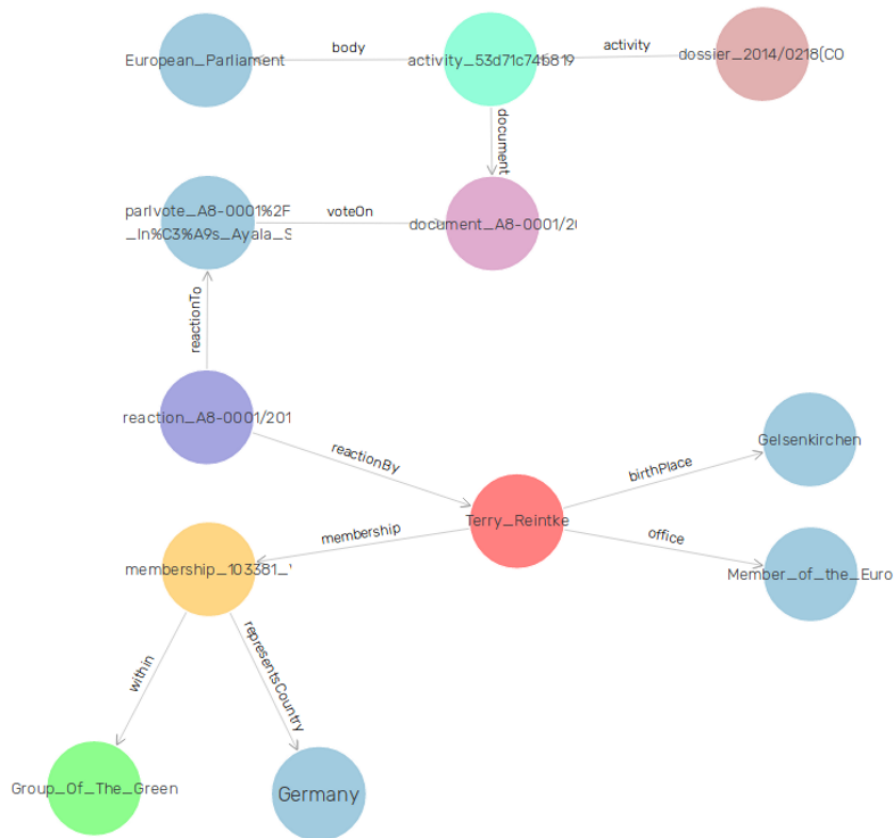 European_Parliament
body
activity_53d71c746819
activity
dossier_2014/0218(CO
document
parlvote_A8-0001%2F
_In%C3%A9s_Ayala_S
voteOn
document_A8-0001/20
reactionTo
reaction_A8-0001/201
reactionBy
Gelsenkirchen
birthPlace
Terry_Reintke
membership
office
membership_103381_
Member_of_the_Euro
within
representsCountry
Group_Of_The_Green
Germany